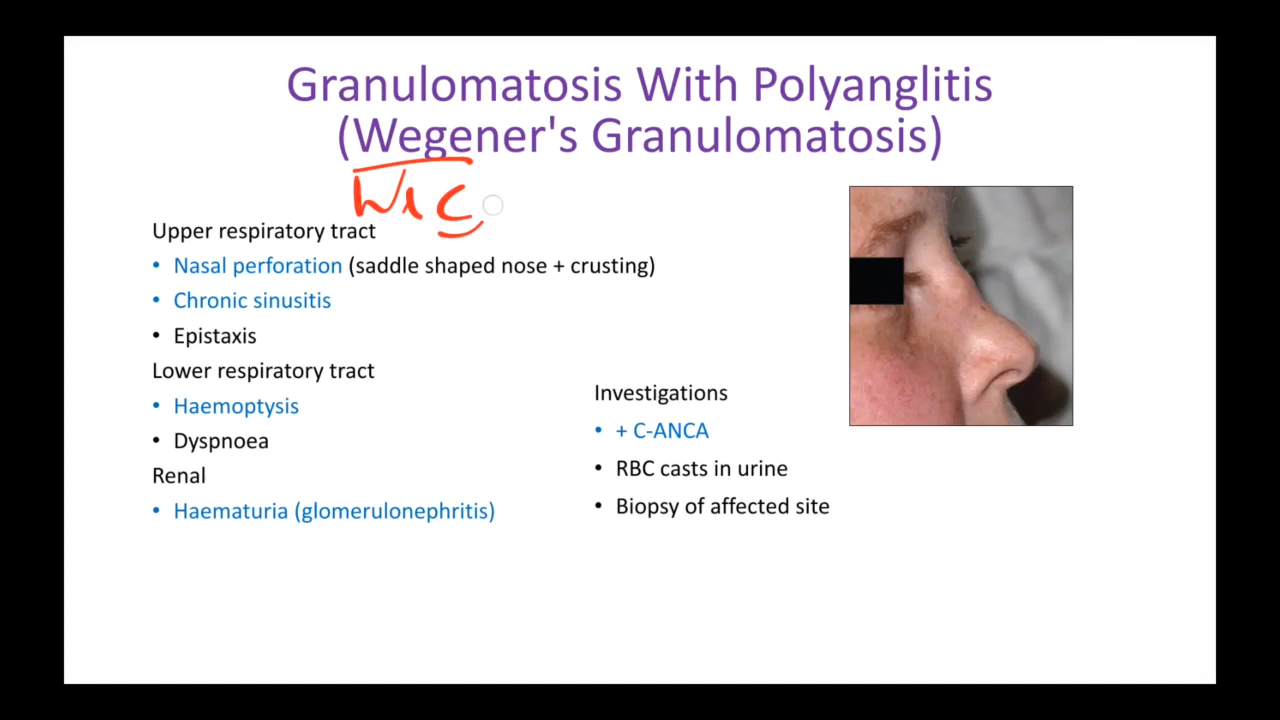 Granulomatosis With Polyanglitis
(Wegener's Granulomatosis)
Upper respiratory tract
• Nasal perforation (saddle shaped nose + crusting)
• Chronic sinusitis
• Epistaxis
Lower respiratory tract
• Haemoptysis
• Dyspnoea
Renal
• Haematuria (glomerulonephritis)
Investigations
• + C-ANCA
• RBC casts in urine
• Biopsy of affected site